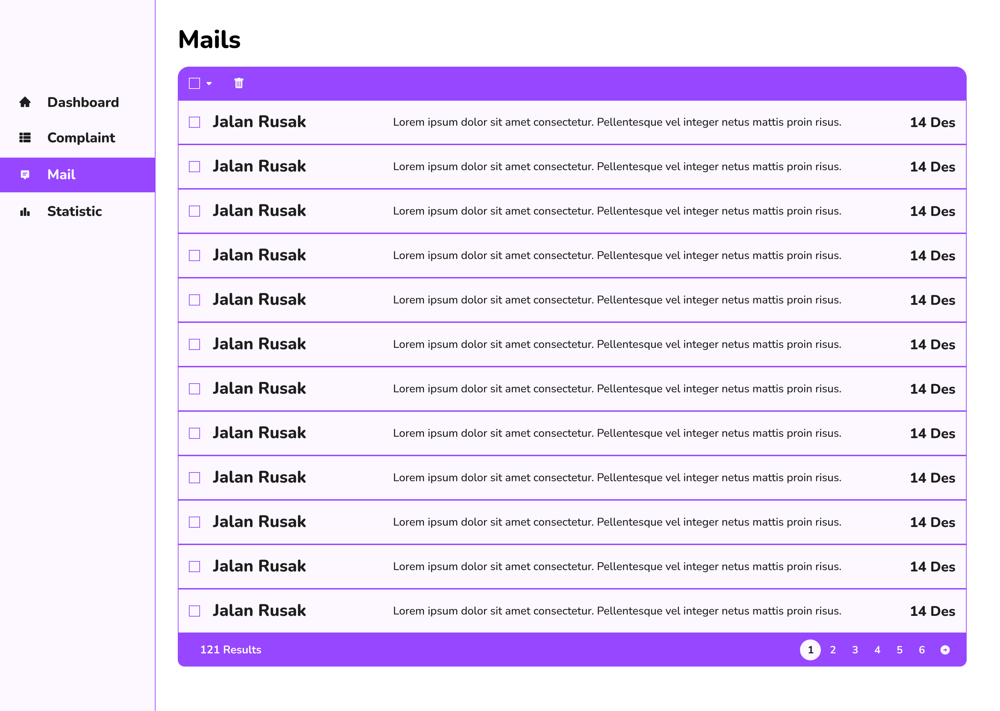 Mails
Dashboard
Complaint
Mail
Statistic
Jalan Rusak Lorem ipsum dolor sit amet consectetur. Pellentesque vel integer netus mattis proin risus. 14 Des
Jalan Rusak Lorem ipsum dolor sit amet consectetur. Pellentesque vel integer netus mattis proin risus. 14 Des
Jalan Rusak Lorem ipsum dolor sit amet consectetur. Pellentesque vel integer netus mattis proin risus. 14 Des
Jalan Rusak Lorem ipsum dolor sit amet consectetur. Pellentesque vel integer netus mattis proin risus. 14 Des
Jalan Rusak Lorem ipsum dolor sit amet consectetur. Pellentesque vel integer netus mattis proin risus. 14 Des
Jalan Rusak Lorem ipsum dolor sit amet consectetur. Pellentesque vel integer netus mattis proin risus. 14 Des
Jalan Rusak Lorem ipsum dolor sit amet consectetur. Pellentesque vel integer netus mattis proin risus. 14 Des
Jalan Rusak Lorem ipsum dolor sit amet consectetur. Pellentesque vel integer netus mattis proin risus. 14 Des
Jalan Rusak Lorem ipsum dolor sit amet consectetur. Pellentesque vel integer netus mattis proin risus. 14 Des
Jalan Rusak Lorem ipsum dolor sit amet consectetur. Pellentesque vel integer netus mattis proin risus. 14 Des
Jalan Rusak Lorem ipsum dolor sit amet consectetur. Pellentesque vel integer netus mattis proin risus. 14 Des
Jalan Rusak Lorem ipsum dolor sit amet consectetur. Pellentesque vel integer netus mattis proin risus. 14 Des
121 Results 1 2 3 4 5 6